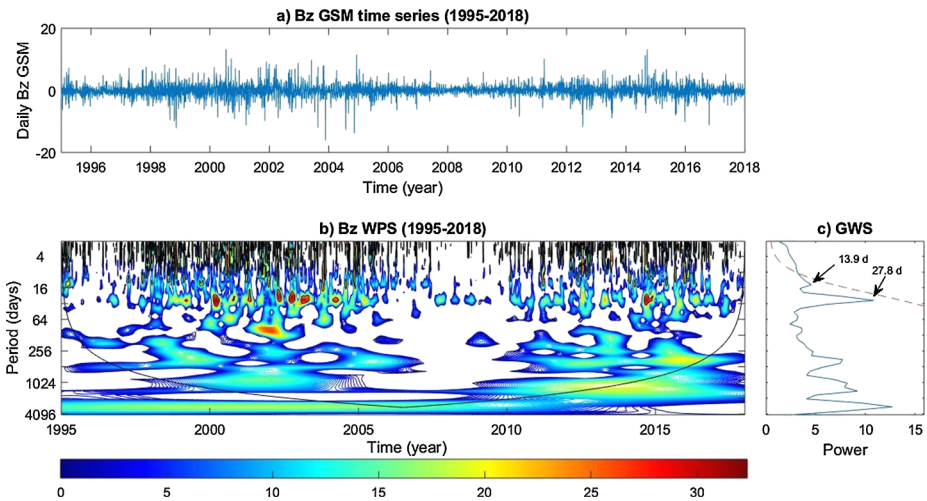 a) Bz GSM time series (1995-2018)
20
0
-20
Daily Bz GSM
1996 1998 2000 2002 2004 2006 2008 2010 2012 2014 2016 2018
Time (year)
b) Bz WPS (1995-2018)
c) GWS
4
16
64
256
1024
4096
Period (days)
13.9 d
27.8 d
1995 2000 2005 2010 2015
0 5 10 15
Time (year)
Power
0 5 10 15 20 25 30